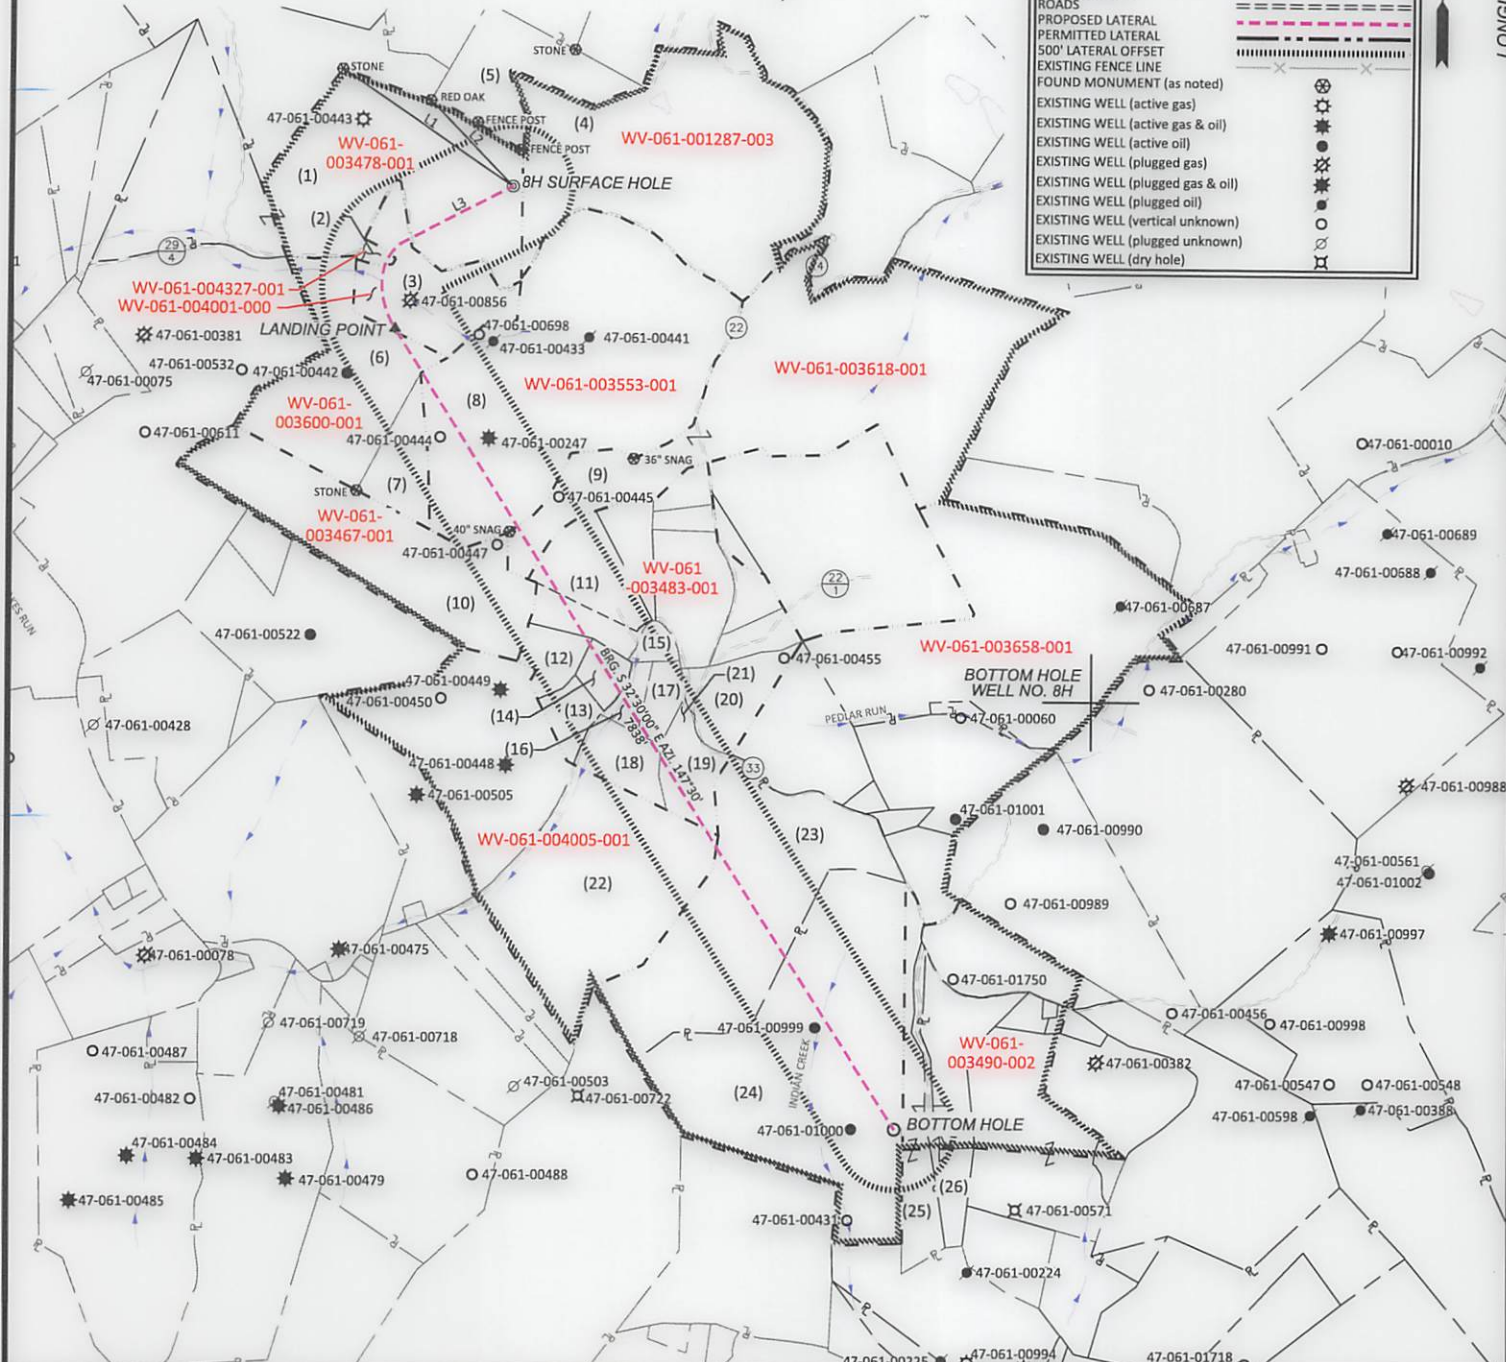 ROADS
PROPOSED LATERAL
PERMITTED LATERAL
500' LATERAL OFFSET
EXISTING FENCE LINE
FOUND MONUMENT (as noted)
EXISTING WELL (active gas)
EXISTING WELL (active gas & oil)
EXISTING WELL (active oil)
EXISTING WELL (plugged gas)
EXISTING WELL (plugged gas & oil)
EXISTING WELL (plugged oil)
EXISTING WELL (vertical unknown)
EXISTING WELL (plugged unknown)
EXISTING WELL (dry hole)
STONE
STONE
(5)
RED OAK
47-061-00443
L1
FENCE POST
(4)
WV-061-001287-003
WV-061-
003478-001
FENCE POST
(1)
8H SURFACE HOLE
L3
(2)
29
4
WV-061-004327-001
WV-061-004001-000
(3)
47-061-00856
LANDING POINT
47-061-00698
22
47-061-00381
47-061-00433
47-061-00441
(6)
47-061-00532
47-061-00442
47-061-00075
WV-061-003618-001
WV-061-003553-001
WV-061-
003600-001
(8)
47-061-00611
47-061-00444
47-061-00247
47-061-00010
36" SNAG
(9)
(7)
STONE
47-061-00445
WV-061-
003467-001
40" SNAG
47-061-00447
47-061-00689
WV-061
-003483-001
47-061-00688
(11)
22
1
(10)
47-061-00687
47-061-00522
(15)
WV-061-003658-001
47-061-00991
47-061-00992
(12)
47-061-00455
(21)
BOTTOM HOLE
WELL NO. 8H
47-061-00449
(17)
(20)
47-061-00280
47-061-00450
(14)
(13)
BRG. S 32°30'00" E AZI. 147°30'
7838'
PEDLAR RUN
47-061-00060
47-061-00428
(16)
47-061-00448
(18)
(19)
33
47-061-00988
47-061-00505
47-061-01001
47-061-00990
(23)
WV-061-004005-001
47-061-00561
47-061-01002
(22)
47-061-00989
47-061-00997
47-061-00475
47-061-00078
47-061-01750
47-061-00456
47-061-00998
47-061-00719
47-061-00718
47-061-00999
WV-061-
003490-002
47-061-00487
47-061-00382
INDIAN CREEK
47-061-00503
47-061-00547
47-061-00548
47-061-00481
47-061-00482
47-061-00486
47-061-00722
(24)
47-061-00598
47-061-00388
47-061-01000
BOTTOM HOLE
47-061-00484
47-061-00483
47-061-00479
47-061-00488
47-061-00485
(26)
(25)
47-061-00431
47-061-00571
47-061-00224
47-061-00994
47-061-01718